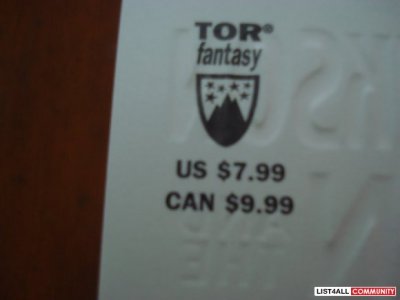 TOR®
fantasy
US $7.99
CAN $9.99
LIST4ALL COMMUNITY